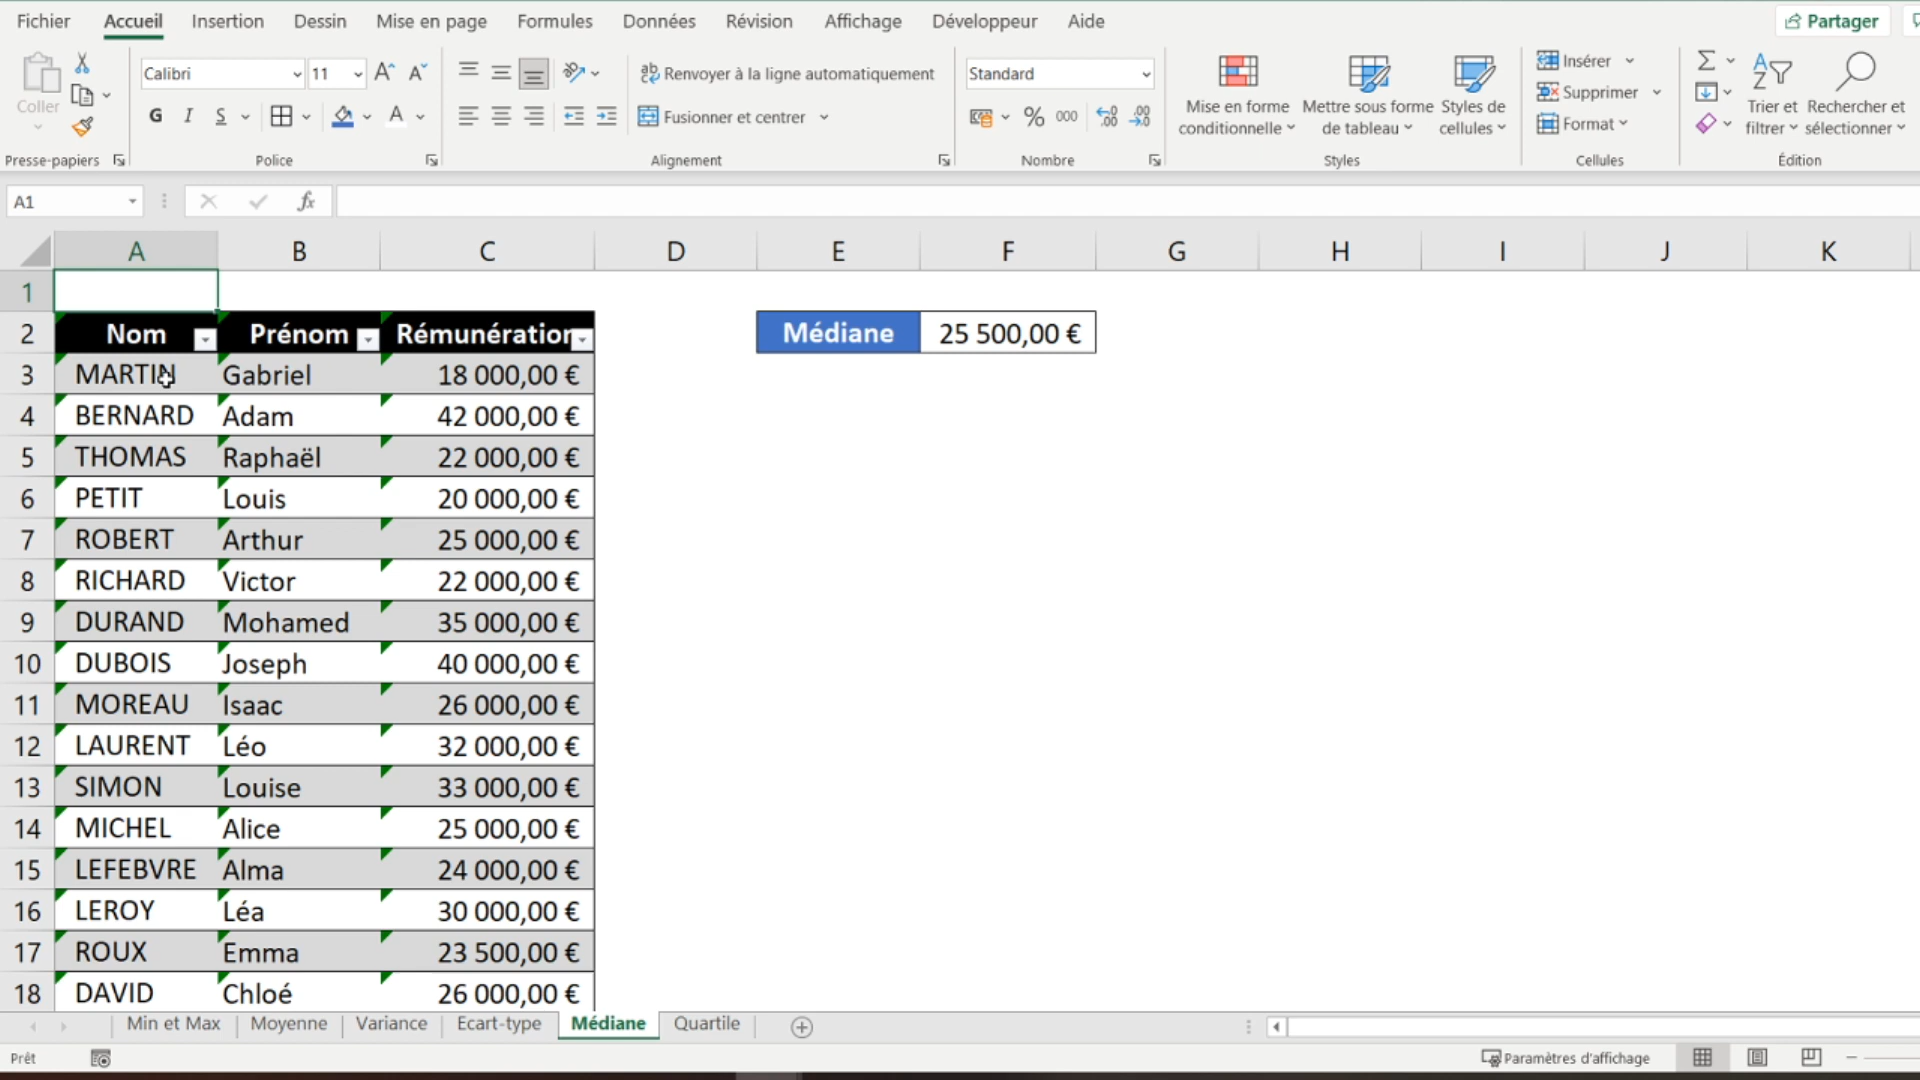 Fichier Accueil Insertion Dessin Mise en page Formules Données Révision Affichage Développeur Aide Partager
Coller
Presse-papiers
Calibri 11
G I S A
Police
Renvoyer à la ligne automatiquement
Fusionner et centrer
Alignement
Standard
% 000
Nombre
Mise en forme conditionnelle
Mettre sous forme de tableau
Styles de cellules
Styles
Insérer
Supprimer
Format
Cellules
Trier et filtrer
Rechercher et sélectionner
Édition
A1 fx
A B C D E F G H I J K
1
2 Nom Prénom Rémunération Médiane 25 500,00 €
3 MARTIN Gabriel 18 000,00 €
4 BERNARD Adam 42 000,00 €
5 THOMAS Raphaël 22 000,00 €
6 PETIT Louis 20 000,00 €
7 ROBERT Arthur 25 000,00 €
8 RICHARD Victor 22 000,00 €
9 DURAND Mohamed 35 000,00 €
10 DUBOIS Joseph 40 000,00 €
11 MOREAU Isaac 26 000,00 €
12 LAURENT Léo 32 000,00 €
13 SIMON Louise 33 000,00 €
14 MICHEL Alice 25 000,00 €
15 LEFEBVRE Alma 24 000,00 €
16 LEROY Léa 30 000,00 €
17 ROUX Emma 23 500,00 €
18 DAVID Chloé 26 000,00 €
Min et Max Moyenne Variance Ecart-type Médiane Quartile
Prêt Paramètres d'affichage